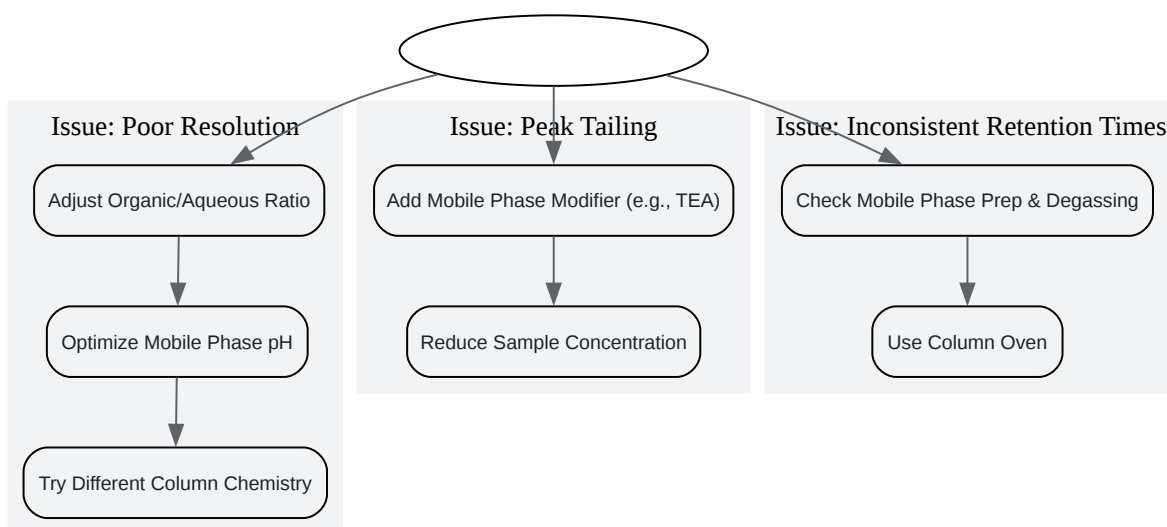 Issue: Poor Resolution
Adjust Organic/Aqueous Ratio
Optimize Mobile Phase pH
Try Different Column Chemistry
Issue: Peak Tailing
Add Mobile Phase Modifier (e.g., TEA)
Reduce Sample Concentration
Issue: Inconsistent Retention Times
Check Mobile Phase Prep & Degassing
Use Column Oven